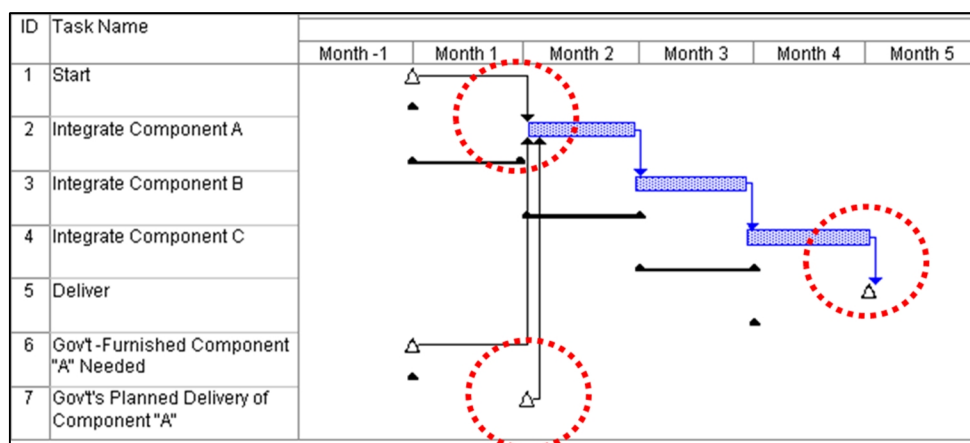 ID Task Name
Month -1 Month 1 Month 2 Month 3 Month 4 Month 5
1 Start
2 Integrate Component A
3 Integrate Component B
4 Integrate Component C
5 Deliver
6 Gov't -Furnished Component
"A" Needed
7 Gov't's Planned Delivery of
Component "A"